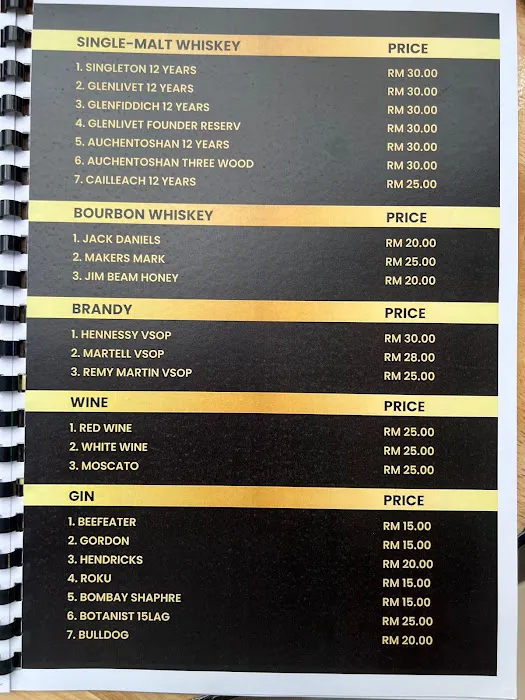 SINGLE-MALT WHISKEY PRICE
1. SINGLETON 12 YEARS RM 30.00
2. GLENLIVET 12 YEARS RM 30.00
3. GLENFIDDICH 12 YEARS RM 30.00
4. GLENLIVET FOUNDER RESERV RM 30.00
5. AUCHENTOSHAN 12 YEARS RM 30.00
6. AUCHENTOSHAN THREE WOOD RM 30.00
7. CAILLEACH 12 YEARS RM 25.00
BOURBON WHISKEY PRICE
1. JACK DANIELS RM 20.00
2. MAKERS MARK RM 25.00
3. JIM BEAM HONEY RM 20.00
BRANDY PRICE
1. HENNESSY VSOP RM 30.00
2. MARTELL VSOP RM 28.00
3. REMY MARTIN VSOP RM 25.00
WINE PRICE
1. RED WINE RM 25.00
2. WHITE WINE RM 25.00
3. MOSCATO RM 25.00
GIN PRICE
1. BEEFEATER RM 15.00
2. GORDON RM 15.00
3. HENDRICKS RM 20.00
4. ROKU RM 15.00
5. BOMBAY SHAPHRE RM 15.00
6. BOTANIST 15LAG RM 25.00
7. BULLDOG RM 20.00